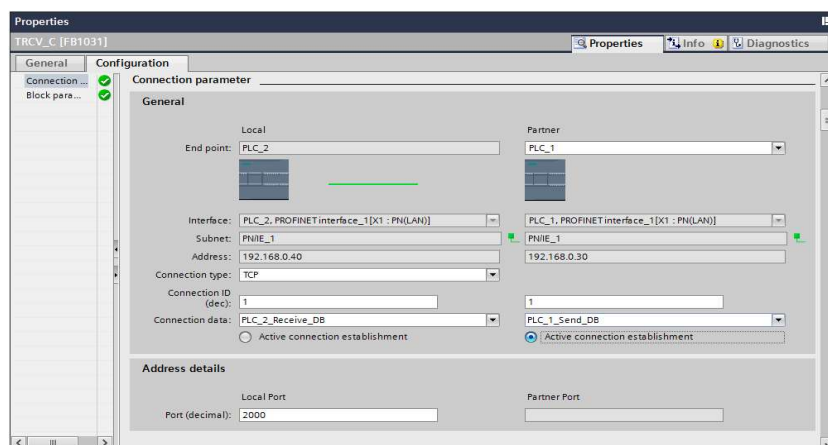 Properties
TRCV_C [FB1031]
Properties Info Diagnostics
General Configuration
Connection ...
Block para...
Connection parameter
General
Local Partner
End point: PLC_2 PLC_1
Interface: PLC_2, PROFINET interface_1[X1 : PN(LAN)] PLC_1, PROFINET interface_1[X1 : PN(LAN)]
Subnet: PN/IE_1 PN/IE_1
Address: 192.168.0.40 192.168.0.30
Connection type: TCP
Connection ID
(dec): 1 1
Connection data: PLC_2_Receive_DB PLC_1_Send_DB
Active connection establishment Active connection establishment
Address details
Local Port Partner Port
Port (decimal): 2000